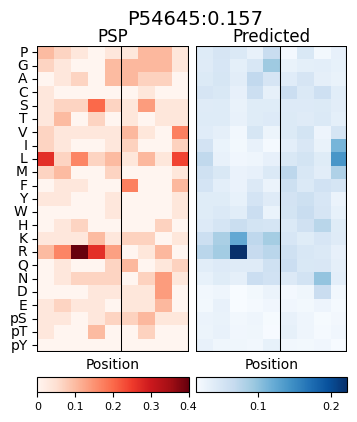 P54645:0.157
PSP Predicted
P
G
A
C
S
T
V
I
L
M
F
Y
W
H
K
R
Q
N
D
E
pS
pT
pY
Position Position
0 0.1 0.2 0.3 0.4 0.1 0.2